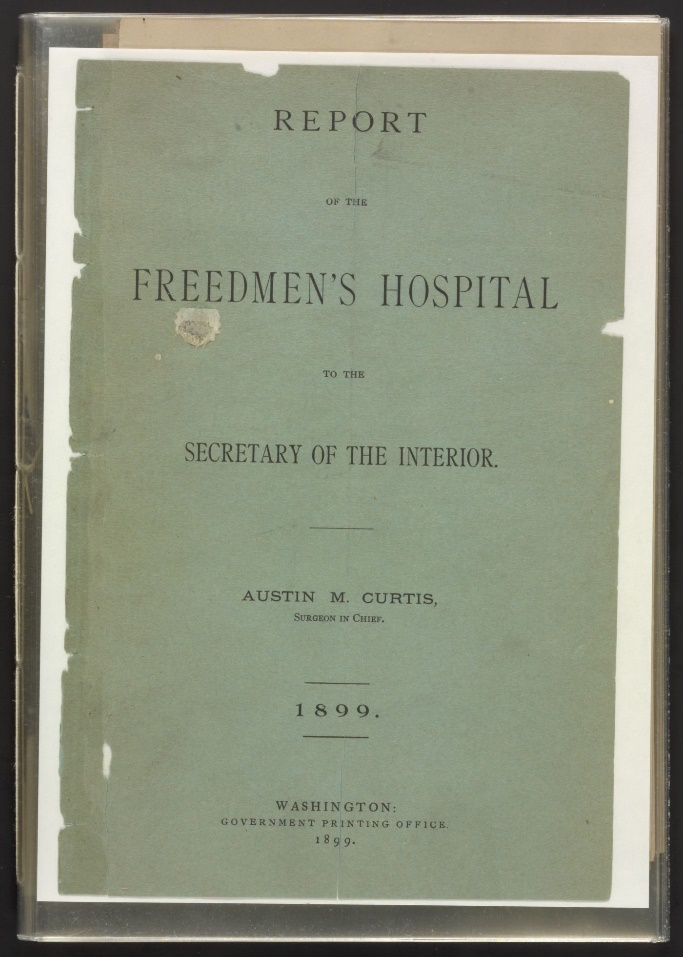 REPORT
OF THE
FREEDMEN'S HOSPITAL
TO THE
SECRETARY OF THE INTERIOR.
AUSTIN M. CURTIS,
SURGEON IN CHIEF.
1899.
WASHINGTON:
GOVERNMENT PRINTING OFFICE.
1899.